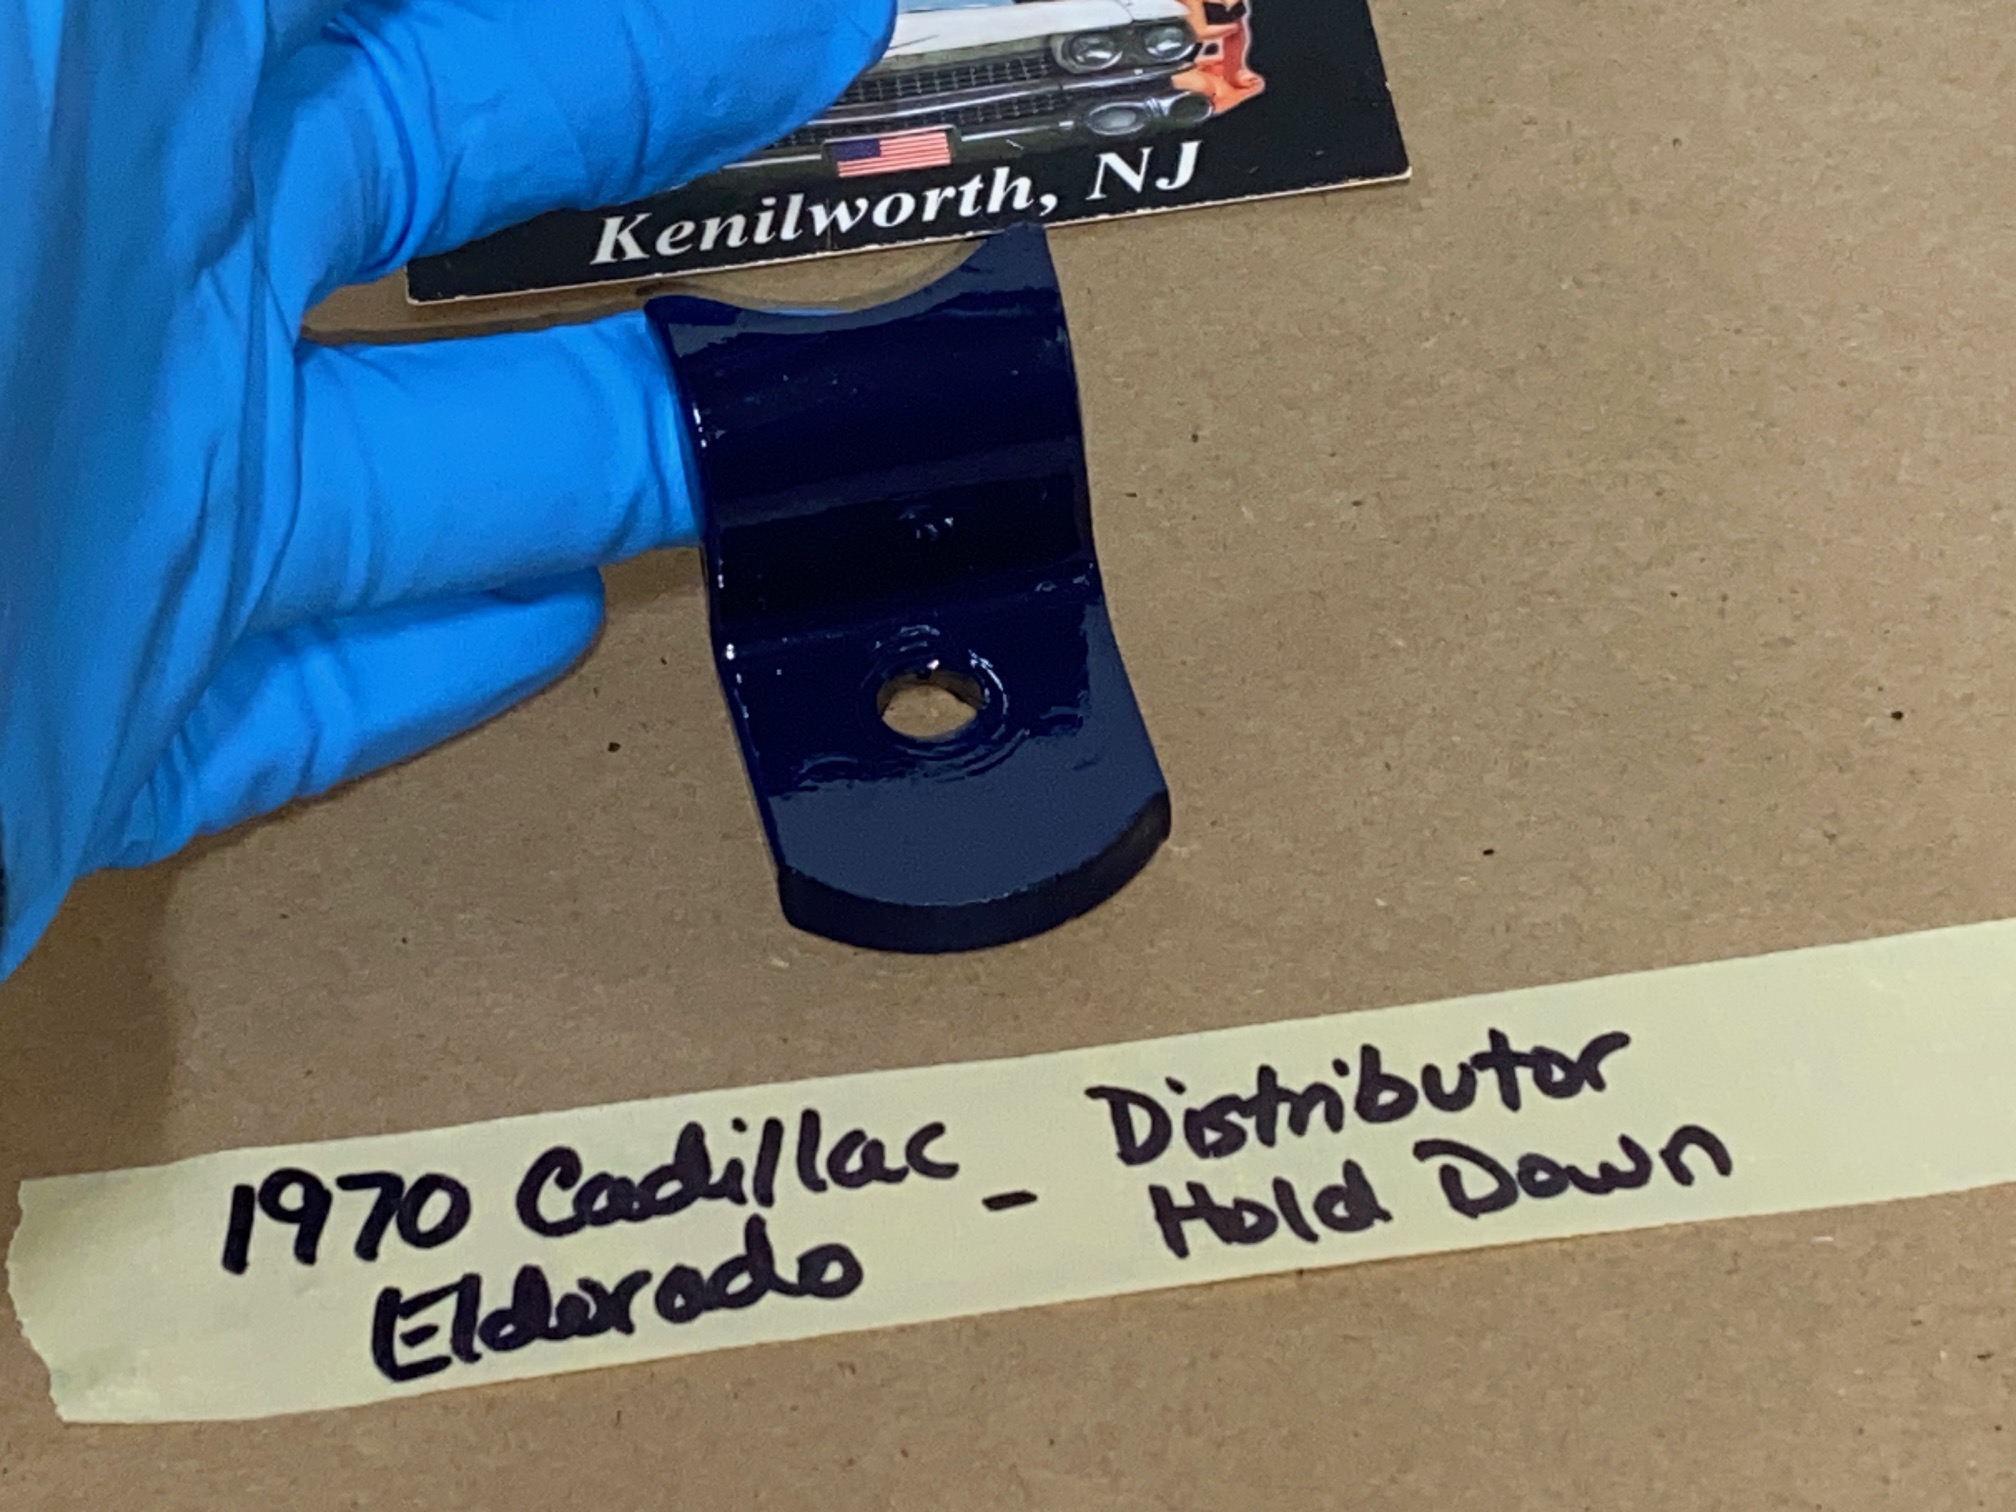 Kenilworth, NJ
1970 Cadillac - Distributor
Eldorado Hold Down